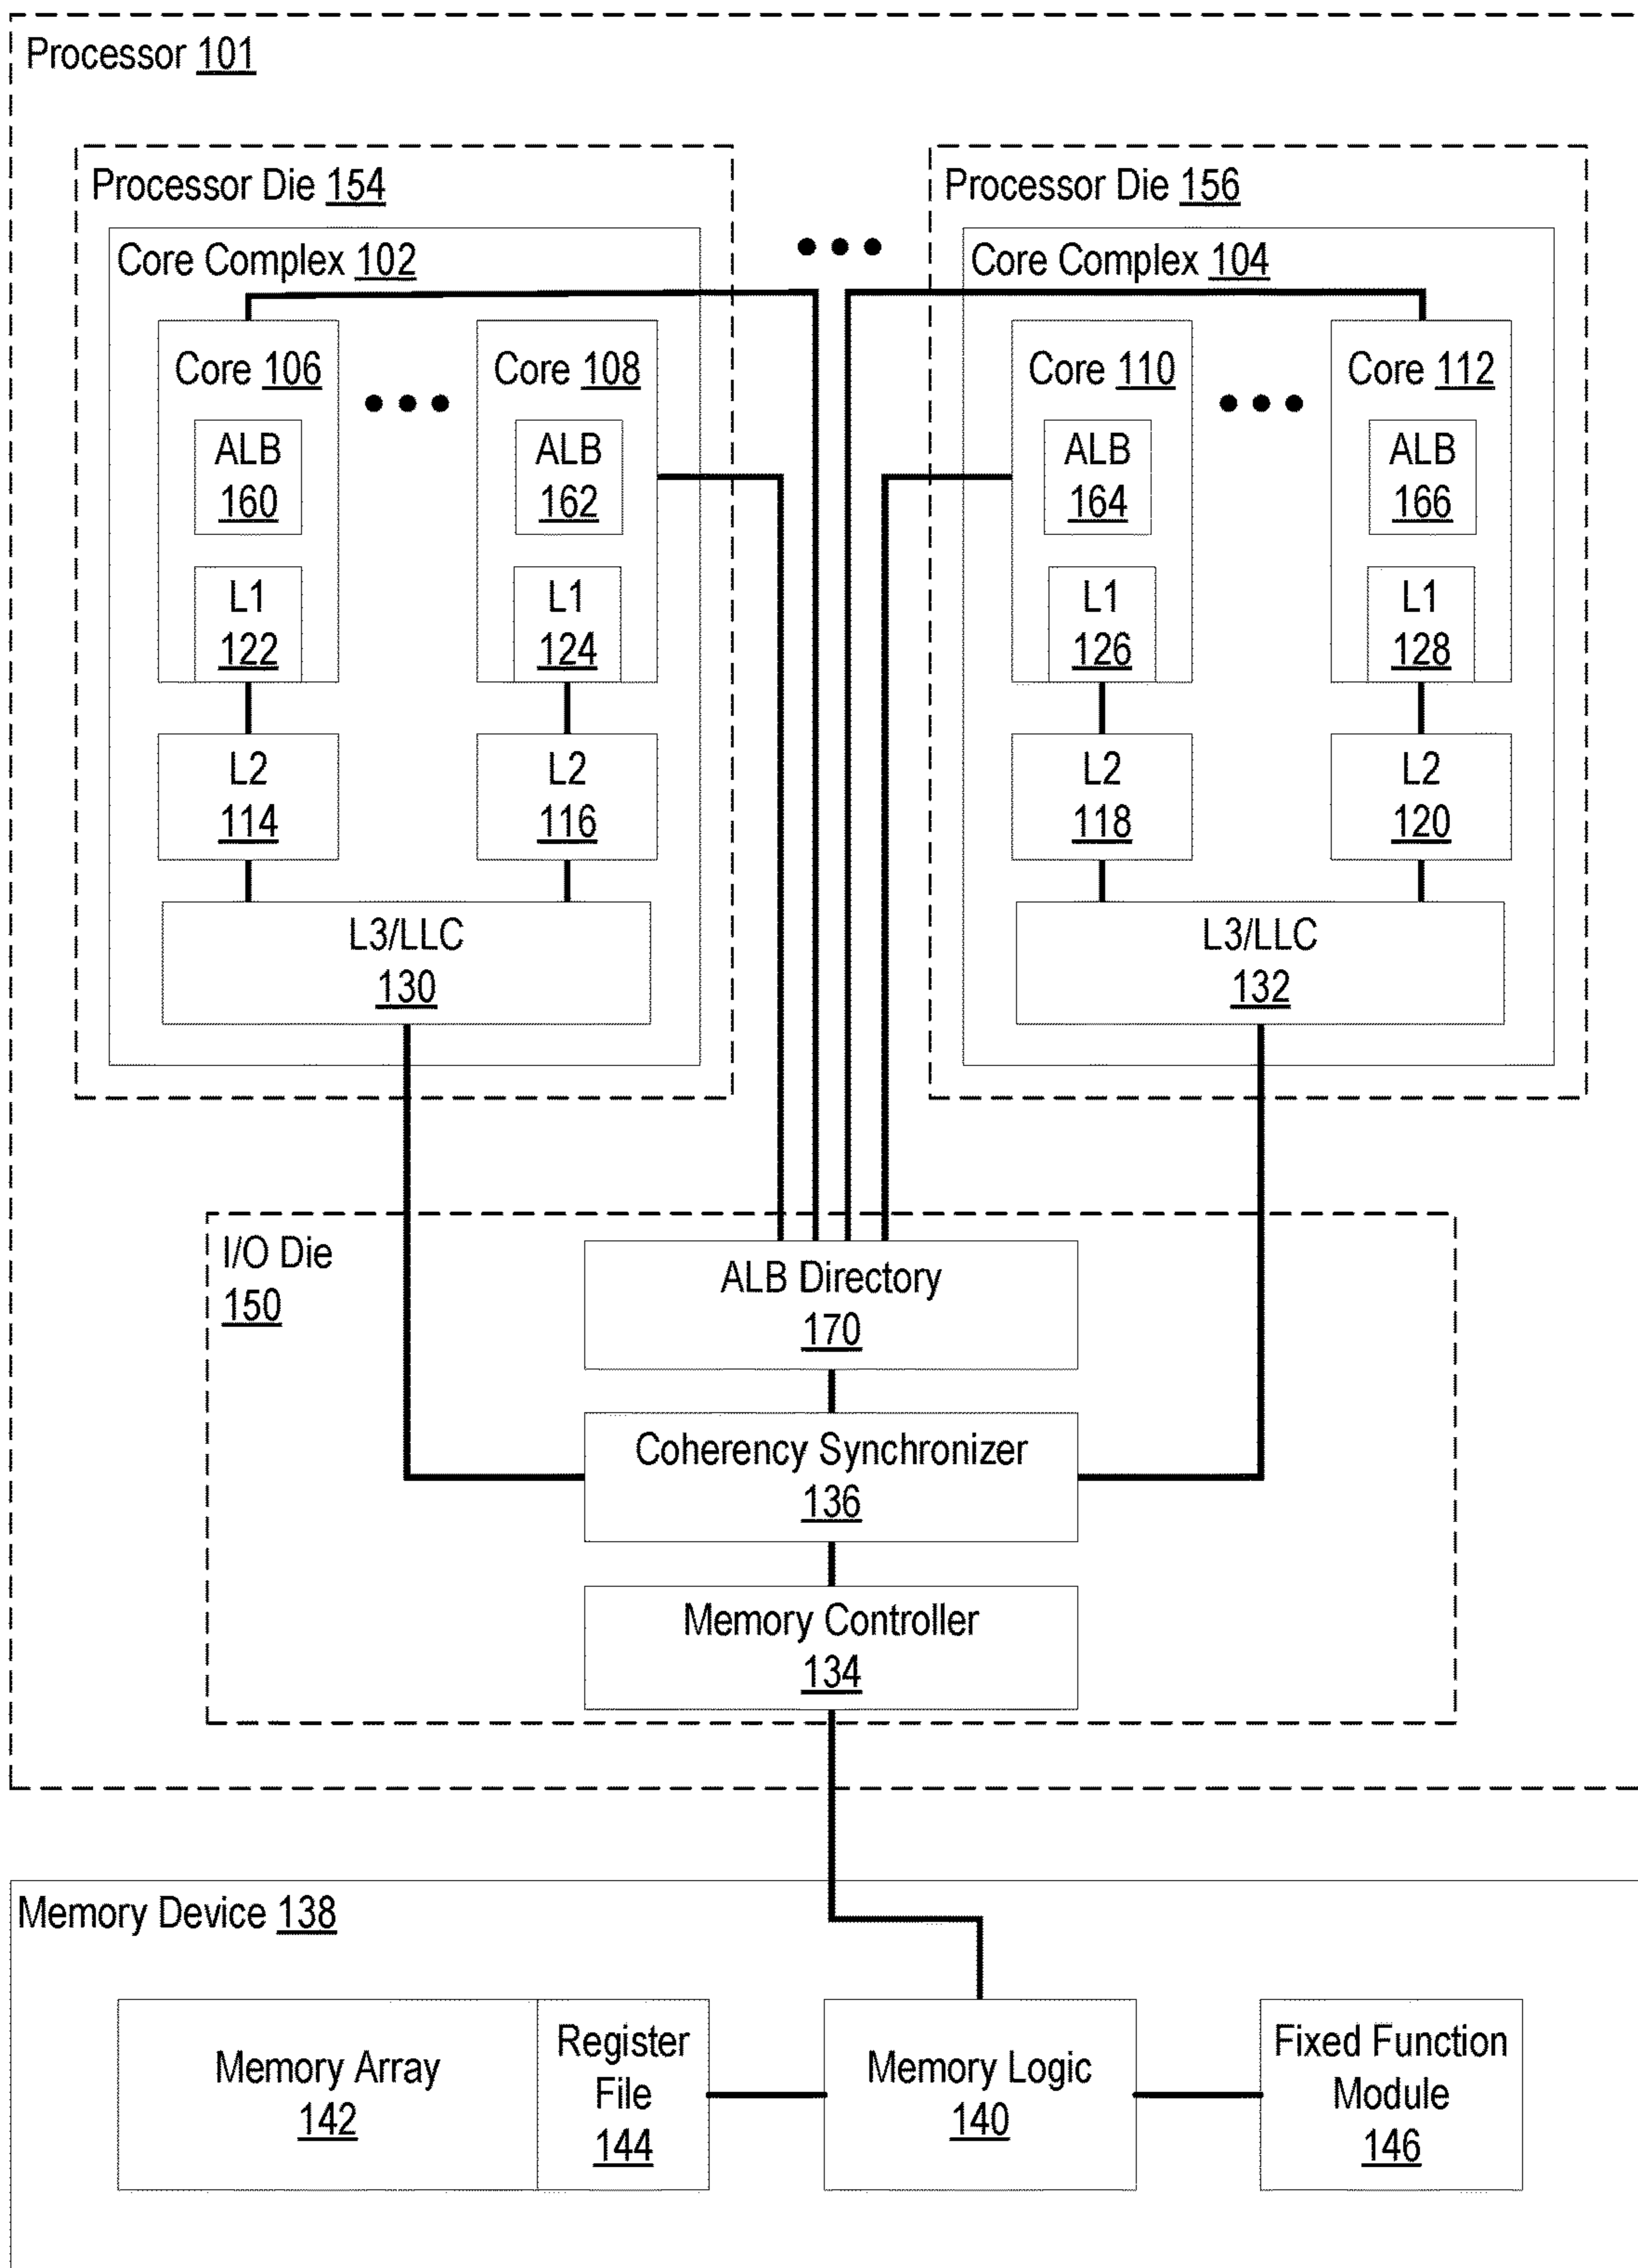 Processor 101
Processor Die 154
Processor Die 156
Core Complex 102
Core Complex 104
Core 106
Core 108
Core 110
Core 112
ALB
160
ALB
162
ALB
164
ALB
166
L1
122
L1
124
L1
126
L1
128
L2
114
L2
116
L2
118
L2
120
L3/LLC
130
L3/LLC
132
I/O Die
150
ALB Directory
170
Coherency Synchronizer
136
Memory Controller
134
Memory Device 138
Memory Array
142
Register
File
144
Memory Logic
140
Fixed Function
Module
146